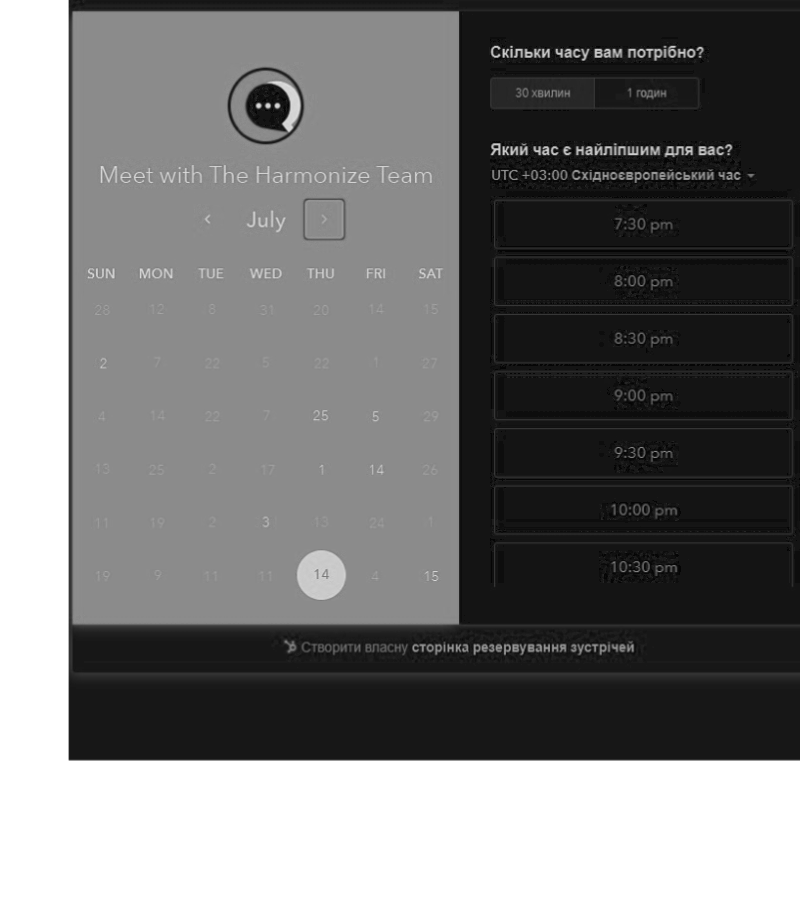 Meet with The Harmonize Team
July
SUN MON TUE WED THU FRI SAT
28 12 8 31 20 14 15
2 7 22 5 22 1 27
4 14 22 7 25 5 29
13 25 2 17 1 14 26
11 19 2 3 13 24 1
19 9 11 11 14 4 15
Скільки часу вам потрібно?
30 хвилин 1 годин
Який час є найліпшим для вас?
UTC +03:00 Східноєвропейський час
7:30 pm
8:00 pm
8:30 pm
9:00 pm
9:30 pm
10:00 pm
10:30 pm
Створити власну сторінка резервування зустрічей